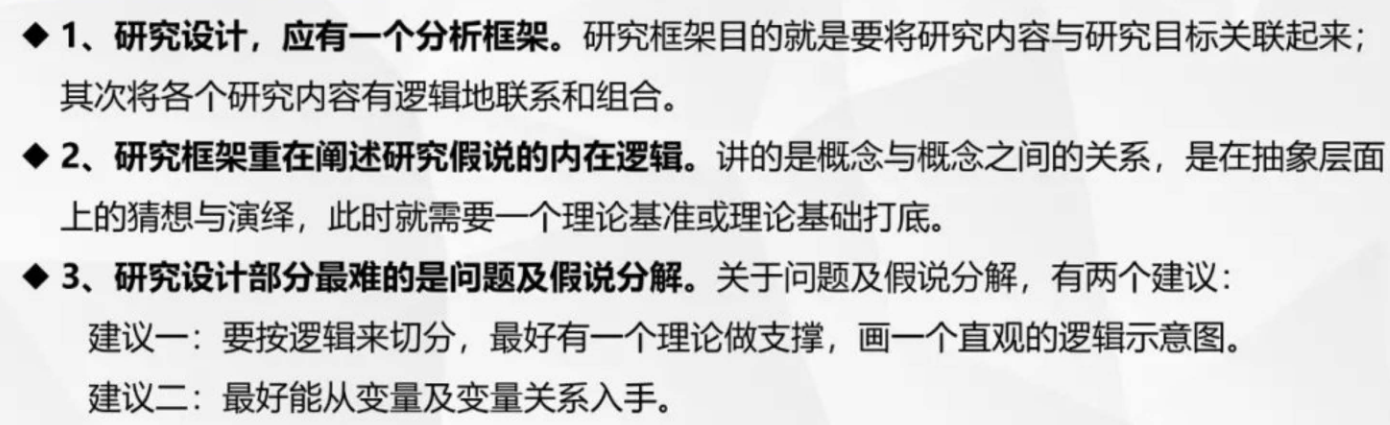 ◆ 1、研究设计，应有一个分析框架。研究框架目的就是要将研究内容与研究目标关联起来；
其次将各个研究内容有逻辑地联系和组合。
◆ 2、研究框架重在阐述研究假说的内在逻辑。讲的是概念与概念之间的关系，是在抽象层面
上的猜想与演绎，此时就需要一个理论基准或理论基础打底。
◆ 3、研究设计部分最难的是问题及假说分解。关于问题及假说分解，有两个建议：
建议一：要按逻辑来切分，最好有一个理论做支撑，画一个直观的逻辑示意图。
建议二：最好能从变量及变量关系入手。